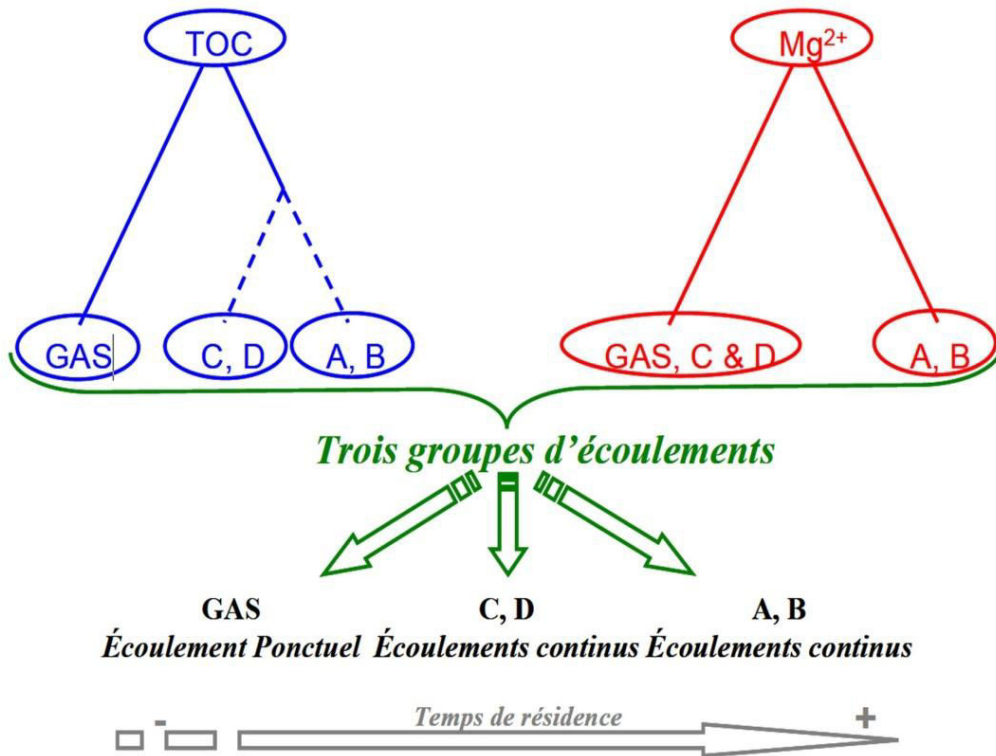 TOC Mg²⁺
GAS C, D A, B GAS, C & D A, B
Trois groupes d'écoulements
GAS C, D A, B
Écoulement Ponctuel Écoulements continus Écoulements continus
- Temps de résidence +